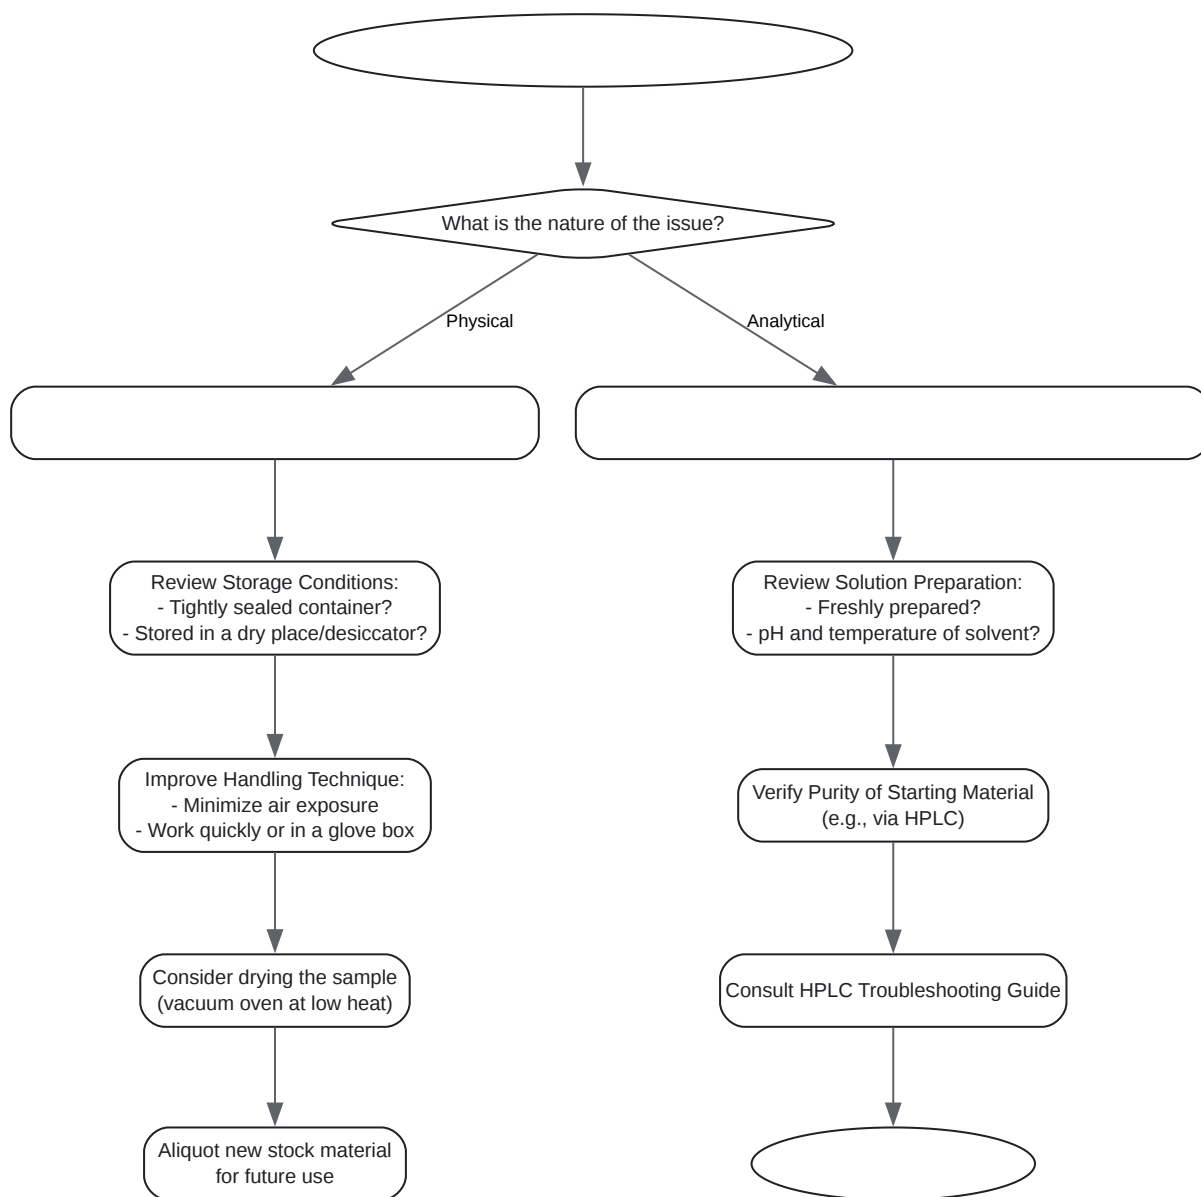 What is the nature of the issue?
Physical
Analytical
Review Storage Conditions:
- Tightly sealed container?
- Stored in a dry place/desiccator?
Review Solution Preparation:
- Freshly prepared?
- pH and temperature of solvent?
Improve Handling Technique:
- Minimize air exposure
- Work quickly or in a glove box
Verify Purity of Starting Material
(e.g., via HPLC)
Consider drying the sample
(vacuum oven at low heat)
Consult HPLC Troubleshooting Guide
Aliquot new stock material
for future use